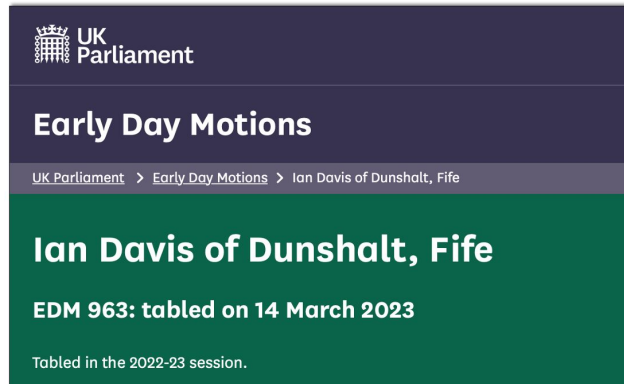 UK
Parliament
Early Day Motions
UK Parliament > Early Day Motions > Ian Davis of Dunshalt, Fife
Ian Davis of Dunshalt, Fife
EDM 963: tabled on 14 March 2023
Tabled in the 2022-23 session.